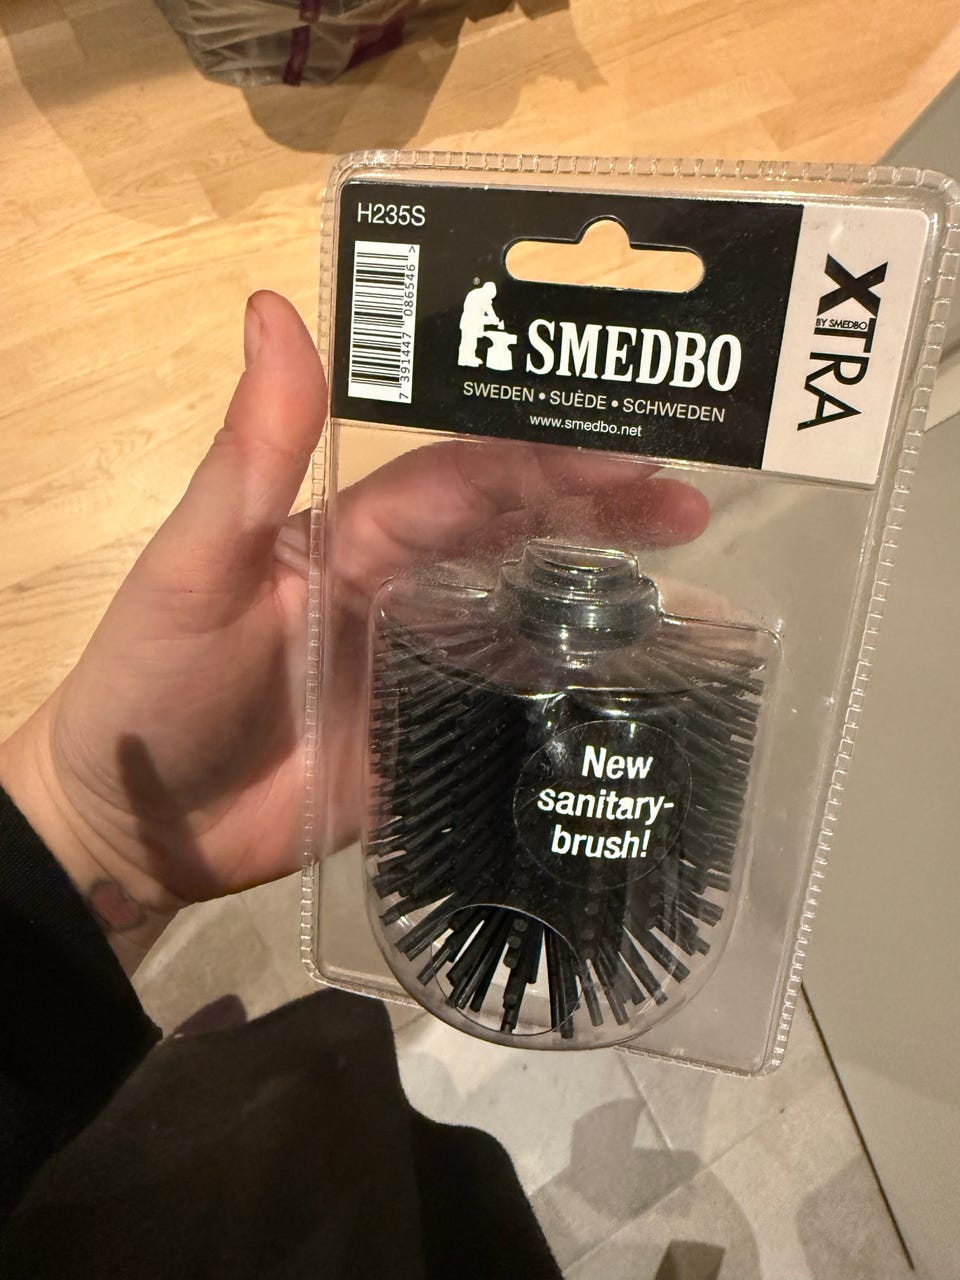 H235S
7 391447 086546 >
®
SMEDBO
SWEDEN • SUÈDE • SCHWEDEN
www.smedbo.net
XTRA
BY SMEDBO
New
sanitary-
brush!